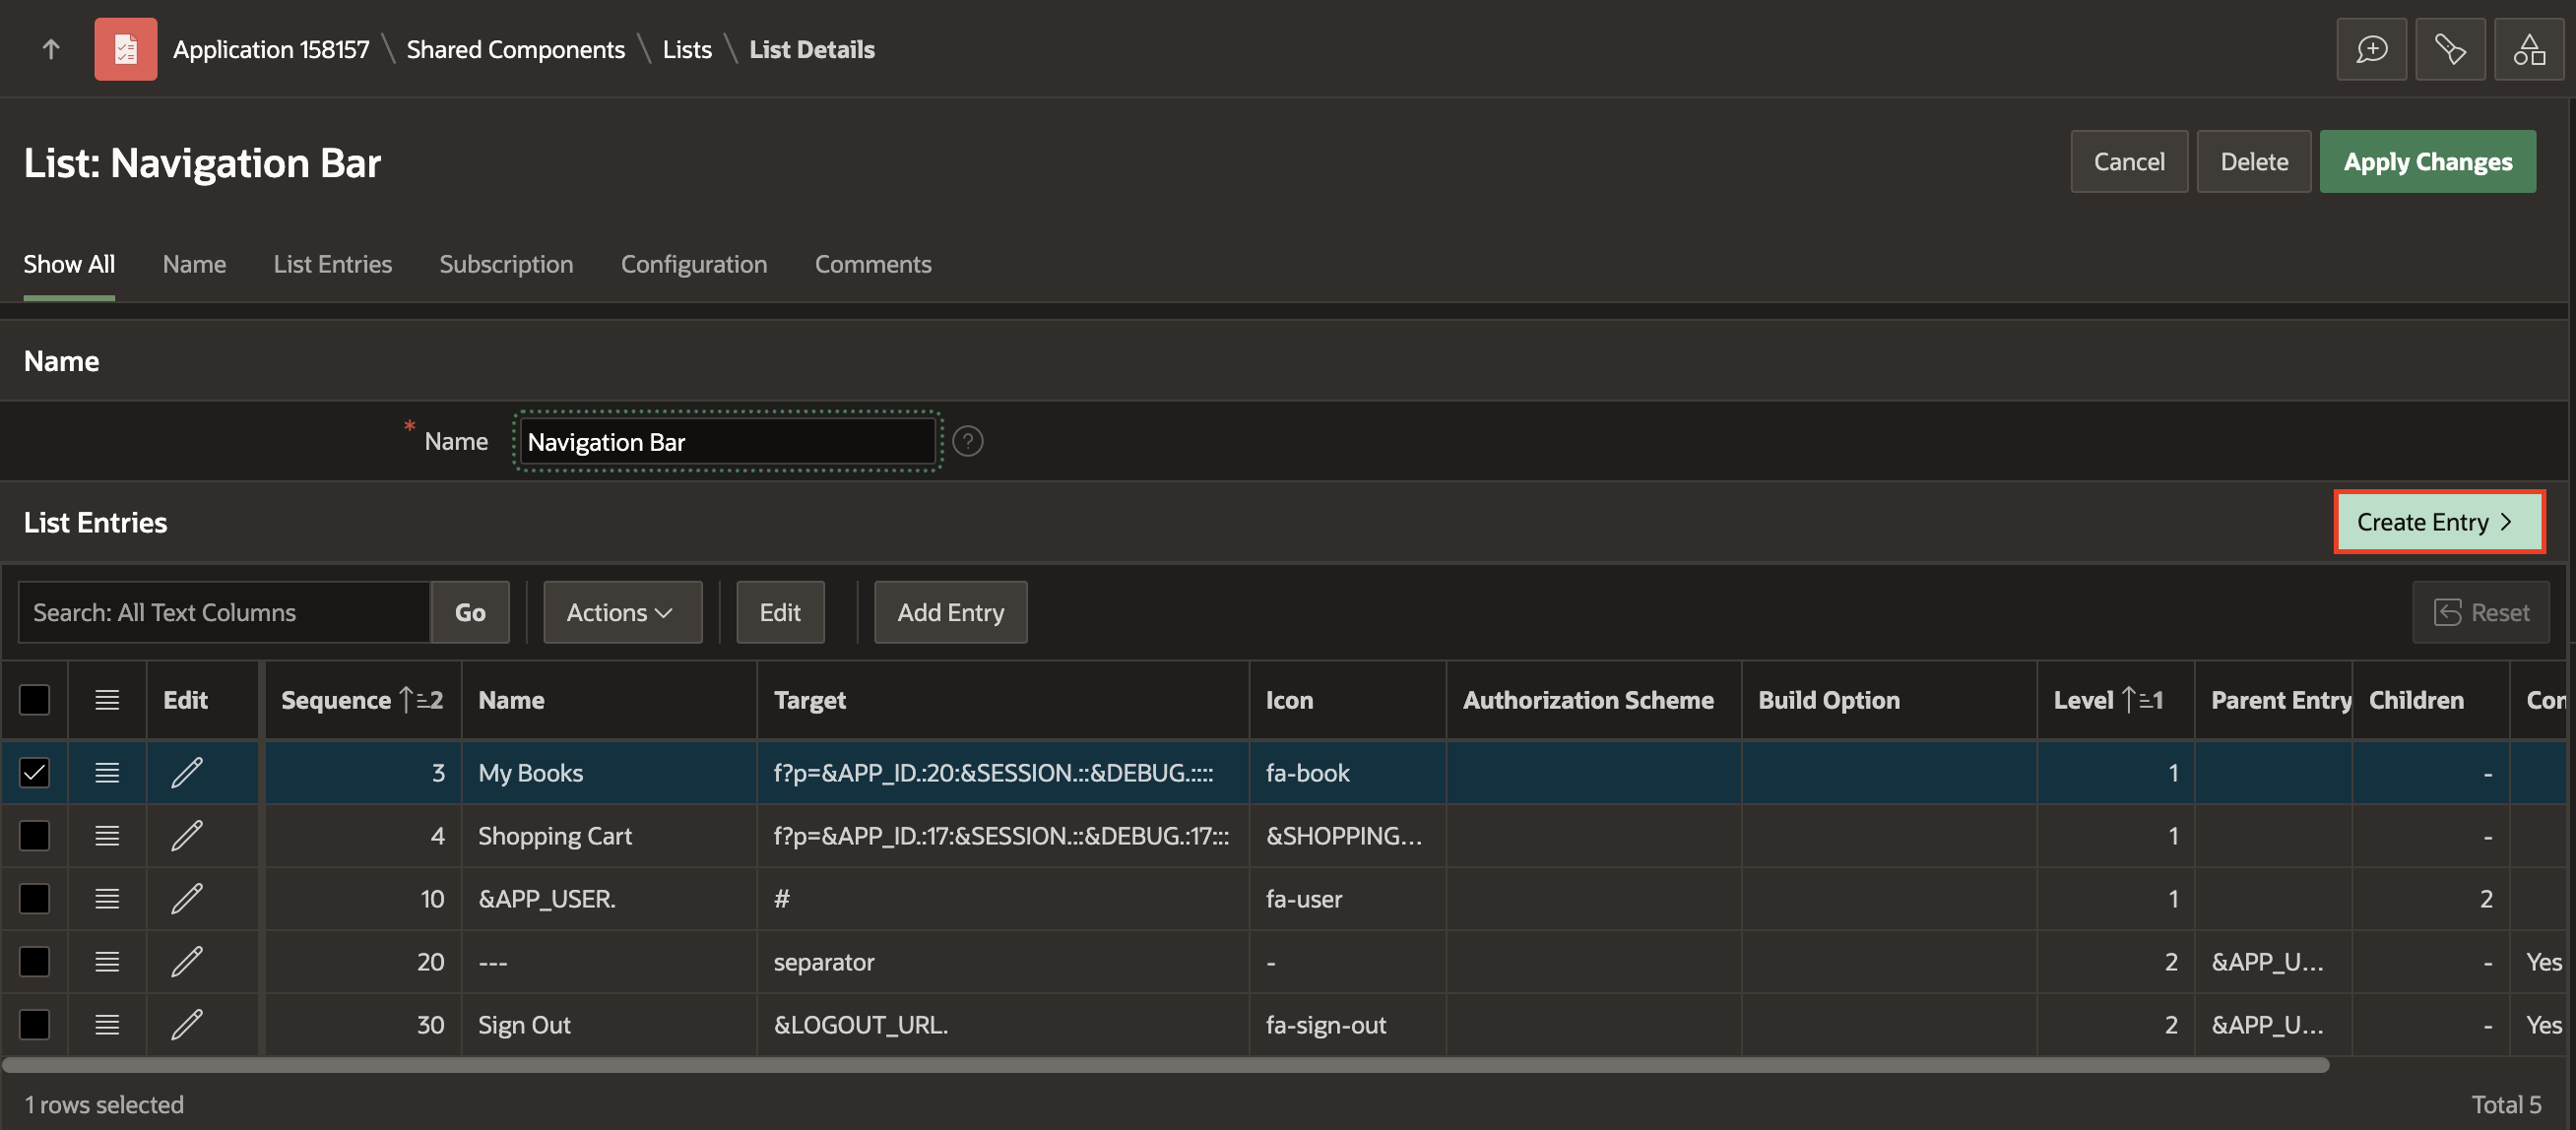 Application 158157 \ Shared Components \ Lists \ List Details
List: Navigation Bar
Cancel Delete Apply Changes
Show All Name List Entries Subscription Configuration Comments
Name
* Name Navigation Bar ?
List Entries Create Entry >
Search: All Text Columns Go Actions Edit Add Entry Reset
Edit Sequence 2 Name Target Icon Authorization Scheme Build Option Level 1 Parent Entry Children Con
3 My Books f?p=&APP_ID.:20:&SESSION.::&DEBUG.:::: fa-book 1 -
4 Shopping Cart f?p=&APP_ID.:17:&SESSION.::&DEBUG.:17::: &SHOPPING... 1 -
10 &APP_USER. # fa-user 1 2
20 --- separator - 2 &APP_U... - Yes
30 Sign Out &LOGOUT_URL. fa-sign-out 2 &APP_U... - Yes
1 rows selected Total 5